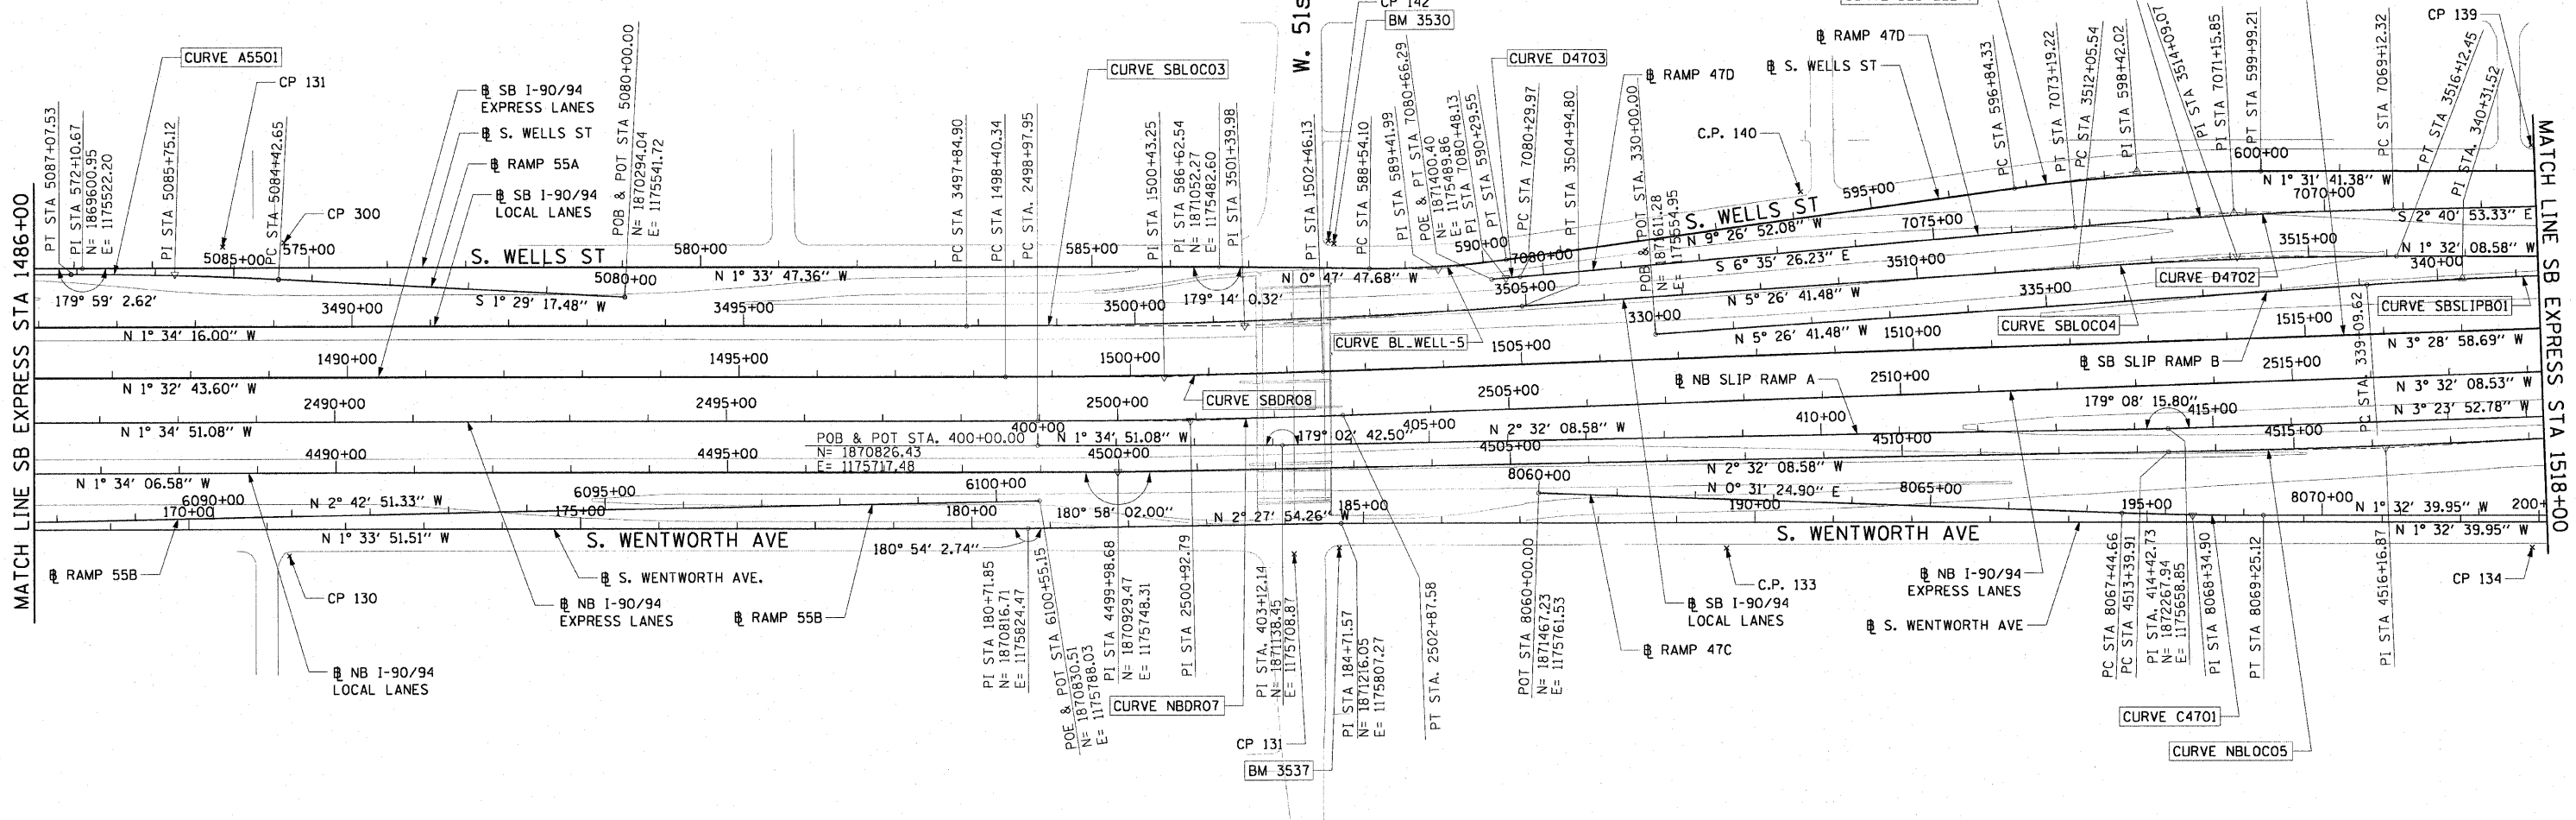 MATCH LINE SB EXPRESS STA 1486+00
PT STA 5087+07.53
PI STA 572+10.67
N= 1869600.95
E= 1175522.20
CURVE A5501
PI STA 5085+75.12
CP 131
PC STA 5084+42.65
CP 300
℄ SB I-90/94
EXPRESS LANES
℄ S. WELLS ST
℄ RAMP 55A
℄ SB I-90/94
LOCAL LANES
POB & POT STA 5080+00.00
N= 1870294.04
E= 1175541.72
PC STA 3497+84.90
PC STA 1498+40.34
PC STA. 2498+97.95
CURVE SBLOC03
PI STA 1500+43.25
PI STA 586+62.54
N= 1871052.27
E= 1175482.60
PI STA 3501+39.98
W. 51s
CP 142
BM 3530
PT STA 1502+46.13
PC STA 588+54.10
PI STA 589+41.99
POE & PT STA 7080+66.29
N= 1871400.40
E= 1175489.86
PI STA 7080+48.13
PT STA 590+29.55
CURVE D4703
PC STA 7080+29.97
PT STA 3504+94.80
℄ RAMP 47D
POB & POT STA. 330+00.00
N= 1871611.28
E= 1175554.95
℄ RAMP 47D
℄ S. WELLS ST
C.P. 140
PC STA 596+84.33
PT STA 7073+19.22
PC STA 3512+05.54
PI STA 598+42.02
PI STA 3514+09.07
PI STA 7071+15.85
PT STA 599+99.21
PC STA 7069+12.32
PT STA 3516+12.45
PI STA. 340+31.52
CP 139
MATCH LINE SB EXPRESS STA 1518+00
575+00
580+00
585+00
590+00
595+00
600+00
5085+00
5080+00
S. WELLS ST
S. WELLS ST
179° 59' 2.62'
S 1° 29' 17.48'' W
N 1° 33' 47.36'' W
179° 14' 0.32'
N 0° 47' 47.68'' W
N 9° 26' 52.08'' W
N 1° 31' 41.38'' W
7080+00
7075+00
7070+00
S 6° 35' 26.23'' E
S 2° 40' 53.33'' E
3490+00
3495+00
3500+00
3505+00
3510+00
3515+00
N 1° 34' 16.00'' W
N 5° 26' 41.48'' W
N 1° 32' 08.58'' W
330+00
335+00
340+00
N 5° 26' 41.48'' W
CURVE D4702
CURVE SBLOC04
CURVE SBSLIPB01
CURVE BL_WELL-5
PC STA. 339+09.62
1490+00
1495+00
1500+00
1505+00
1510+00
1515+00
N 1° 32' 43.60'' W
N 3° 28' 58.69'' W
CURVE SBDR08
℄ NB SLIP RAMP A
℄ SB SLIP RAMP B
2490+00
2495+00
2500+00
2505+00
2510+00
2515+00
N 1° 34' 51.08'' W
N 2° 32' 08.58'' W
N 3° 32' 08.53'' W
400+00
405+00
410+00
415+00
POB & POT STA. 400+00.00
N= 1870826.43
E= 1175717.48
N 1° 34' 51.08'' W
179° 02' 42.50''
179° 08' 15.80''
N 3° 23' 52.78'' W
4490+00
4495+00
4500+00
4505+00
4510+00
4515+00
N 1° 34' 06.58'' W
N 2° 32' 08.58'' W
6090+00
6095+00
6100+00
N 2° 42' 51.33'' W
180° 58' 02.00''
8060+00
8065+00
8070+00
N 0° 31' 24.90'' E
N 1° 32' 39.95'' W
170+00
175+00
180+00
185+00
190+00
195+00
200+
N 1° 33' 51.51'' W
N 2° 27' 54.26'' W
N 1° 32' 39.95'' W
S. WENTWORTH AVE
S. WENTWORTH AVE
180° 54' 2.74''
℄ RAMP 55B
CP 130
℄ NB I-90/94
LOCAL LANES
℄ S. WENTWORTH AVE.
℄ NB I-90/94
EXPRESS LANES
℄ RAMP 55B
PI STA 180+71.85
N= 1870816.71
E= 1175824.47
POE & POT STA 6100+55.15
N= 1870830.51
E= 1175788.03
PI STA 4499+98.68
N= 1870929.47
E= 1175748.31
PI STA 2500+92.79
CURVE NBDR07
PI STA. 403+12.14
N= 1871138.45
E= 1175708.87
CP 131
BM 3537
PI STA 184+71.57
N= 1871216.05
E= 1175807.27
PT STA. 2502+87.58
POT STA 8060+00.00
N= 1871467.23
E= 1175761.53
℄ SB I-90/94
LOCAL LANES
℄ RAMP 47C
C.P. 133
℄ NB I-90/94
EXPRESS LANES
℄ S. WENTWORTH AVE
PC STA 8067+44.66
PC STA 4513+39.91
PI STA. 414+42.73
N= 1872267.94
E= 1175658.85
PI STA 8068+34.90
PT STA 8069+25.12
CURVE C4701
CURVE NBLOC05
PI STA 4516+16.87
CP 134